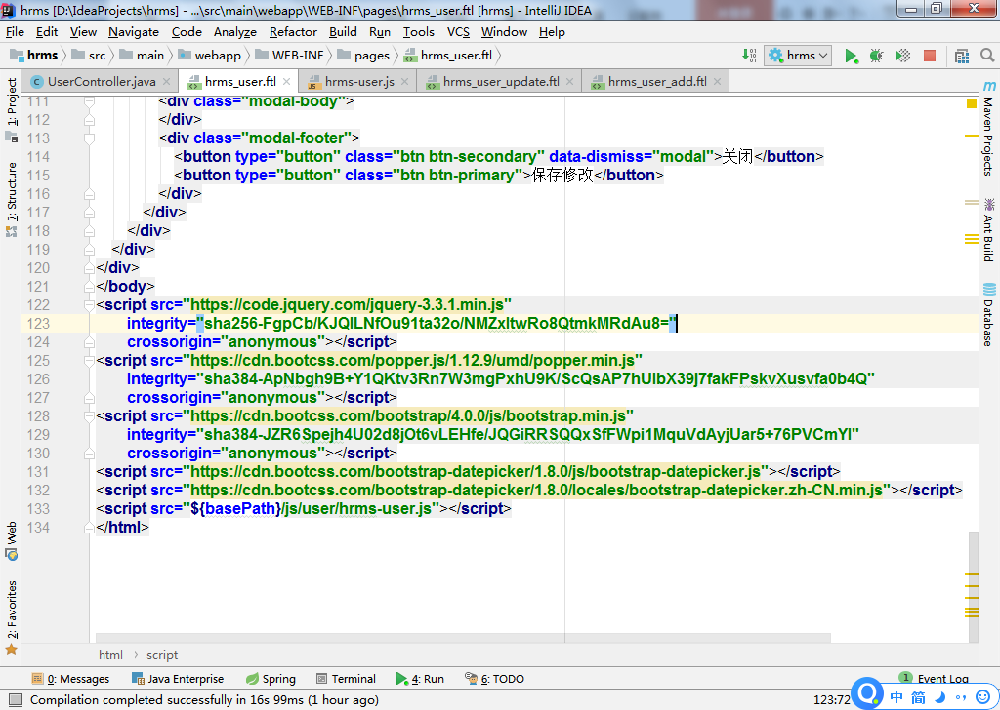 hrms [D:\IdeaProjects\hrms] - ...\src\main\webapp\WEB-INF\pages\hrms_user.ftl [hrms] - IntelliJ IDEA
File Edit View Navigate Code Analyze Refactor Build Run Tools VCS Window Help
hrms src main webapp WEB-INF pages hrms_user.ftl hrms
UserController.java hrms_user.ftl hrms-user.js hrms_user_update.ftl hrms_user_add.ftl
1: Project
7: Structure
Web
2: Favorites
111 <div class="modal-body">
112 </div>
113 <div class="modal-footer">
114 <button type="button" class="btn btn-secondary" data-dismiss="modal">关闭</button>
115 <button type="button" class="btn btn-primary">保存修改</button>
116 </div>
117 </div>
118 </div>
119 </div>
120 </div>
121 </body>
122 <script src="https://code.jquery.com/jquery-3.3.1.min.js"
123 integrity="sha256-FgpCb/KJQlLNfOu91ta32o/NMZxltwRo8QtmkMRdAu8="
124 crossorigin="anonymous"></script>
125 <script src="https://cdn.bootcss.com/popper.js/1.12.9/umd/popper.min.js"
126 integrity="sha384-ApNbgh9B+Y1QKtv3Rn7W3mgPxhU9K/ScQsAP7hUibX39j7fakFPskvXusvfa0b4Q"
127 crossorigin="anonymous"></script>
128 <script src="https://cdn.bootcss.com/bootstrap/4.0.0/js/bootstrap.min.js"
129 integrity="sha384-JZR6Spejh4U02d8jOt6vLEHfe/JQGiRRSQQxSfFWpi1MquVdAyjUar5+76PVCmYl"
130 crossorigin="anonymous"></script>
131 <script src="https://cdn.bootcss.com/bootstrap-datepicker/1.8.0/js/bootstrap-datepicker.js"></script>
132 <script src="https://cdn.bootcss.com/bootstrap-datepicker/1.8.0/locales/bootstrap-datepicker.zh-CN.min.js"></script>
133 <script src="${basePath}/js/user/hrms-user.js"></script>
134 </html>
Maven Projects
Ant Build
Database
html script
0: Messages Java Enterprise Spring Terminal 4: Run 6: TODO 1 Event Log
Compilation completed successfully in 16s 99ms (1 hour ago) 123:72 中 简